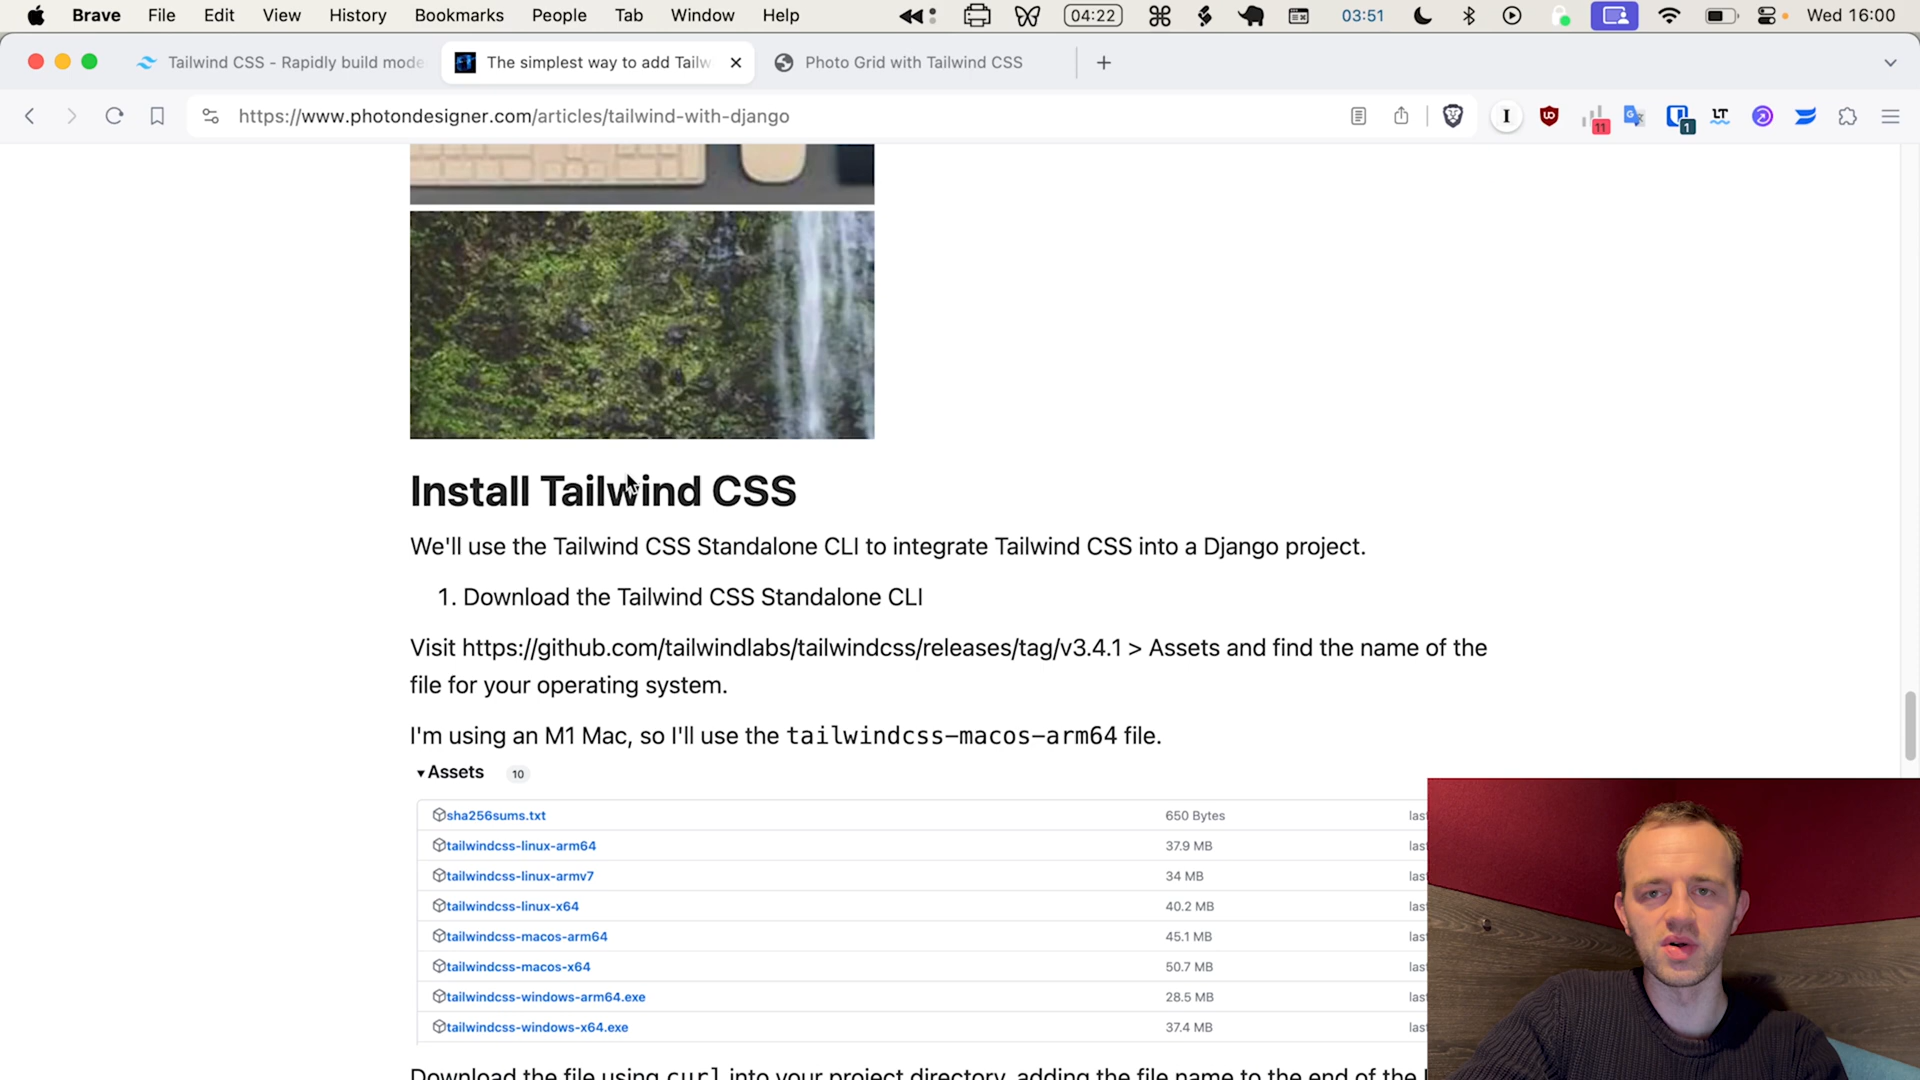 Brave File Edit View History Bookmarks People Tab Window Help 04:22 03:51 Wed 16:00
Tailwind CSS - Rapidly build mode
The simplest way to add Tailw
Photo Grid with Tailwind CSS
https://www.photondesigner.com/articles/tailwind-with-django
11
1
LT
Install Tailwind CSS
We'll use the Tailwind CSS Standalone CLI to integrate Tailwind CSS into a Django project.
1. Download the Tailwind CSS Standalone CLI
Visit https://github.com/tailwindlabs/tailwindcss/releases/tag/v3.4.1 > Assets and find the name of the
file for your operating system.
I'm using an M1 Mac, so I'll use the tailwindcss-macos-arm64 file.
Assets 10
sha256sums.txt 650 Bytes las
tailwindcss-linux-arm64 37.9 MB las
tailwindcss-linux-armv7 34 MB las
tailwindcss-linux-x64 40.2 MB las
tailwindcss-macos-arm64 45.1 MB las
tailwindcss-macos-x64 50.7 MB las
tailwindcss-windows-arm64.exe 28.5 MB las
tailwindcss-windows-x64.exe 37.4 MB las
Download the file using curl into your project directory, adding the file name to the end of the